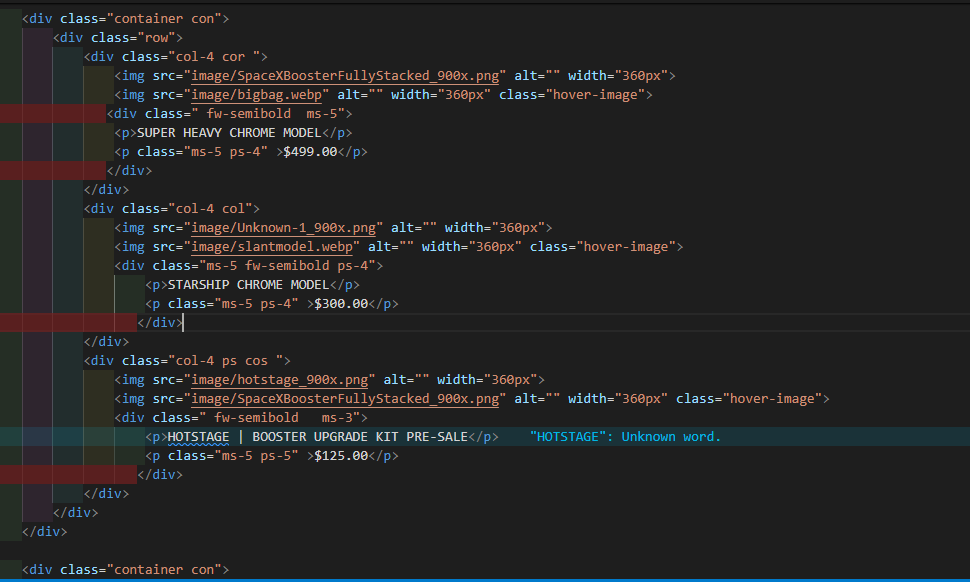 <div class="container con">
<div class="row">
<div class="col-4 cor ">
<img src="image/SpaceXBoosterFullyStacked_900x.png" alt="" width="360px">
<img src="image/bigbag.webp" alt="" width="360px" class="hover-image">
<div class=" fw-semibold  ms-5">
<p>SUPER HEAVY CHROME MODEL</p>
<p class="ms-5 ps-4" >$499.00</p>
</div>
</div>
<div class="col-4 col">
<img src="image/Unknown-1_900x.png" alt="" width="360px">
<img src="image/slantmodel.webp" alt="" width="360px" class="hover-image">
<div class="ms-5 fw-semibold ps-4">
<p>STARSHIP CHROME MODEL</p>
<p class="ms-5 ps-4" >$300.00</p>
</div>
</div>
<div class="col-4 ps cos ">
<img src="image/hotstage_900x.png" alt="" width="360px">
<img src="image/SpaceXBoosterFullyStacked_900x.png" alt="" width="360px" class="hover-image">
<div class=" fw-semibold   ms-3">
<p>HOTSTAGE | BOOSTER UPGRADE KIT PRE-SALE</p>    "HOTSTAGE": Unknown word.
<p class="ms-5 ps-5" >$125.00</p>
</div>
</div>
</div>
</div>
<div class="container con">